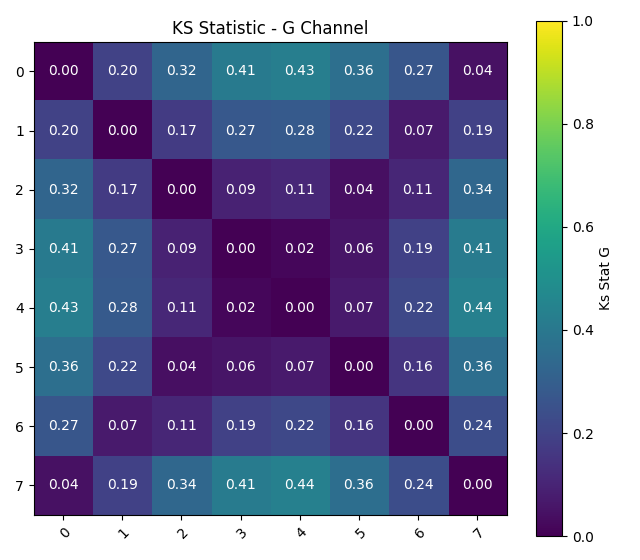 KS Statistic - G Channel
0 0.00 0.20 0.32 0.41 0.43 0.36 0.27 0.04
1 0.20 0.00 0.17 0.27 0.28 0.22 0.07 0.19
2 0.32 0.17 0.00 0.09 0.11 0.04 0.11 0.34
3 0.41 0.27 0.09 0.00 0.02 0.06 0.19 0.41
4 0.43 0.28 0.11 0.02 0.00 0.07 0.22 0.44
5 0.36 0.22 0.04 0.06 0.07 0.00 0.16 0.36
6 0.27 0.07 0.11 0.19 0.22 0.16 0.00 0.24
7 0.04 0.19 0.34 0.41 0.44 0.36 0.24 0.00
0 1 2 3 4 5 6 7
1.0
0.8
0.6
0.4
0.2
0.0
Ks Stat G